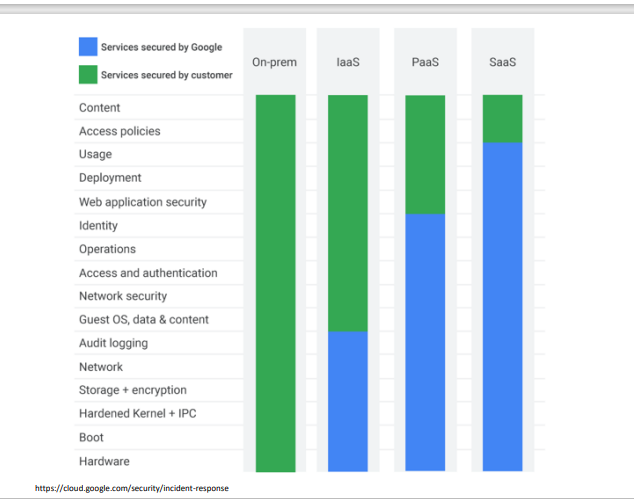 Services secured by Google
Services secured by customer
On-prem
IaaS
PaaS
SaaS
Content
Access policies
Usage
Deployment
Web application security
Identity
Operations
Access and authentication
Network security
Guest OS, data & content
Audit logging
Network
Storage + encryption
Hardened Kernel + IPC
Boot
Hardware
https://cloud.google.com/security/incident-response